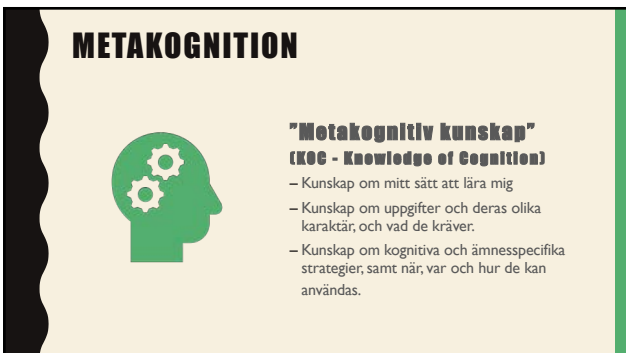 METAKOGNITION
"Metakognitiv kunskap"
(KOC - Knowledge of Cognition)
– Kunskap om mitt sätt att lära mig
– Kunskap om uppgifter och deras olika
karaktär, och vad de kräver.
– Kunskap om kognitiva och ämnesspecifika
strategier, samt när, var och hur de kan
användas.